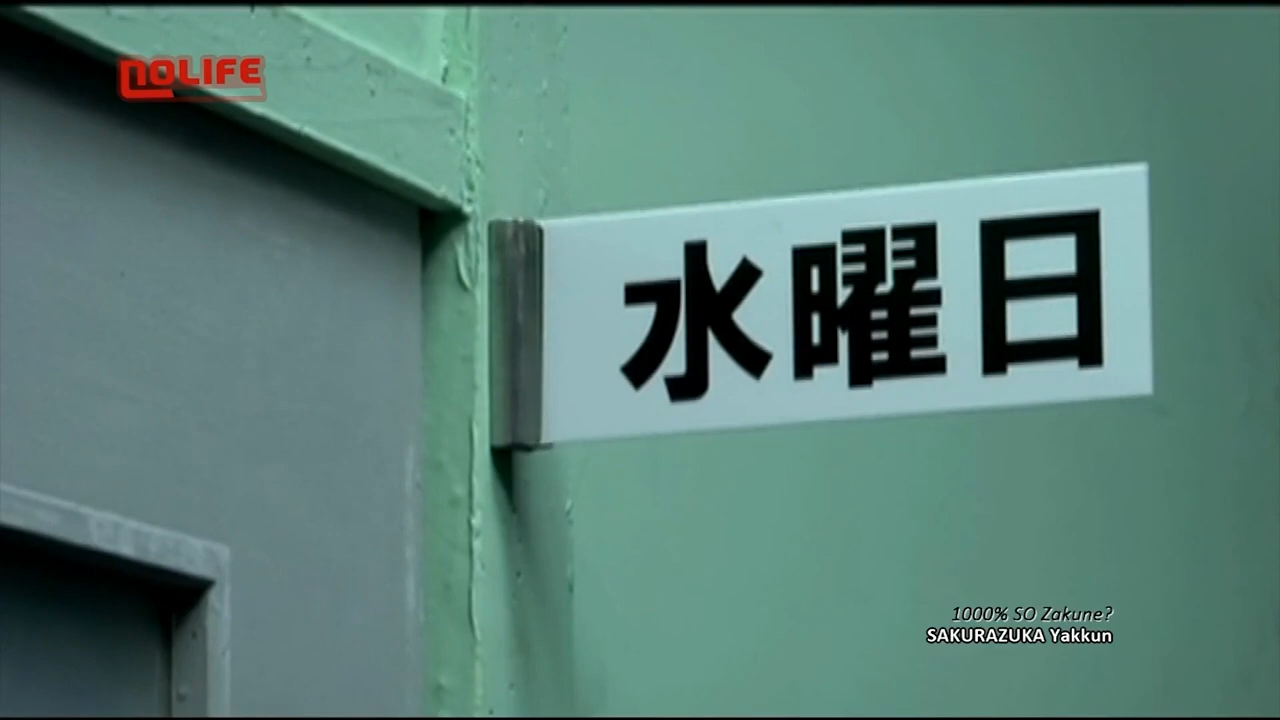 NOLIFE
水曜日
1000% SO Zakune?
SAKURAZUKA Yakkun